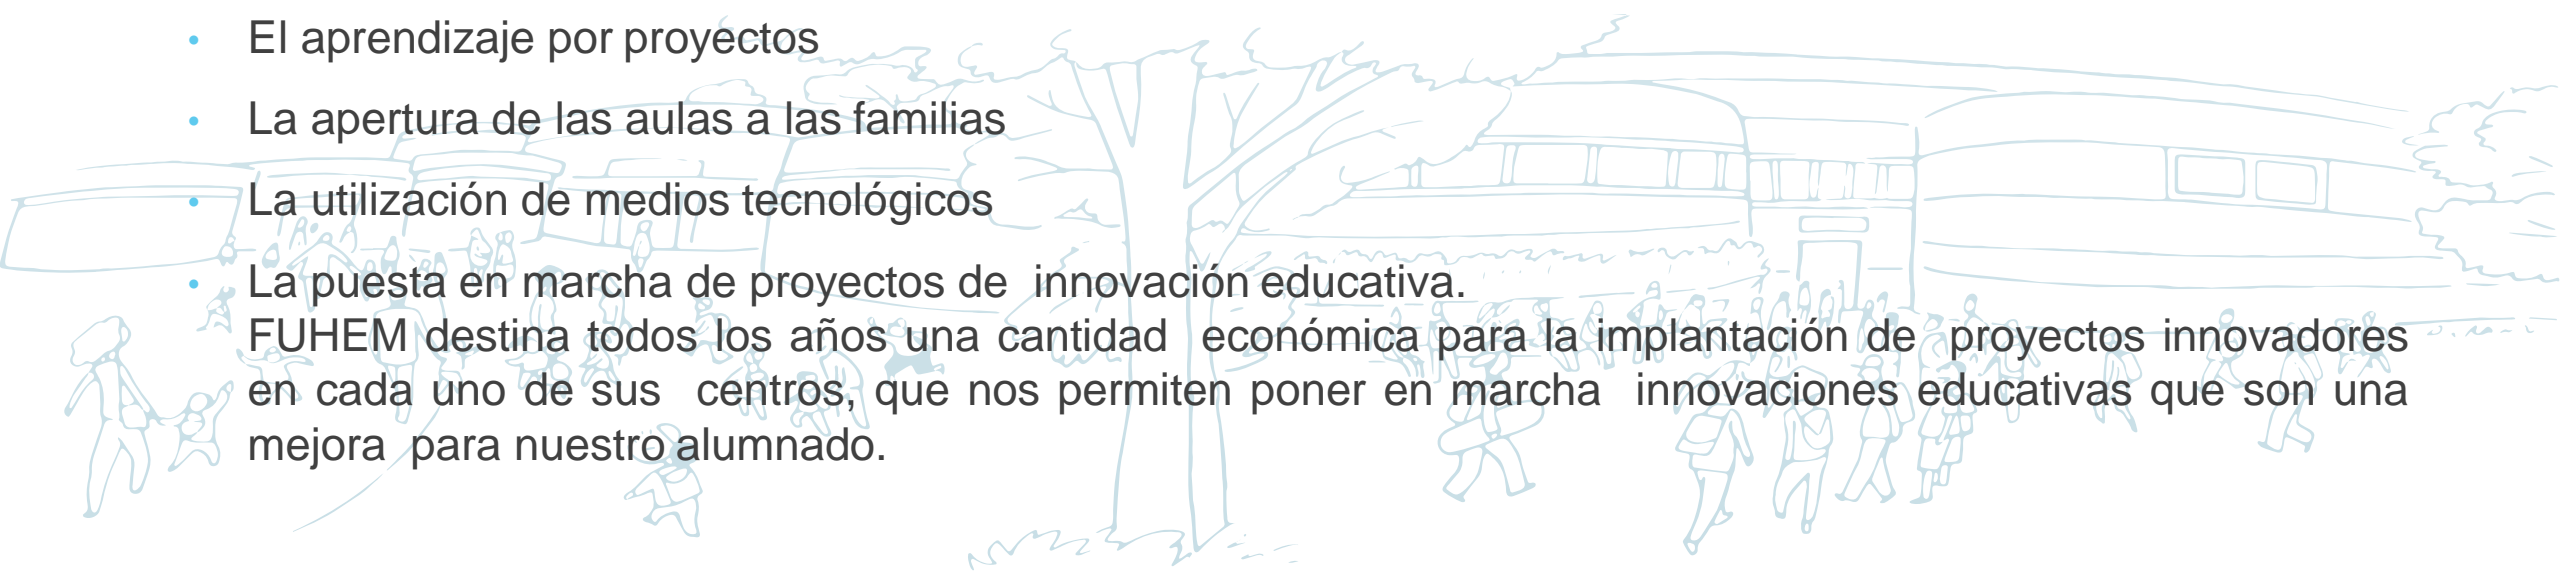 • El aprendizaje por proyectos
• La apertura de las aulas a las familias
• La utilización de medios tecnológicos
• La puesta en marcha de proyectos de innovación educativa.
FUHEM destina todos los años una cantidad económica para la implantación de proyectos innovadores
en cada uno de sus centros, que nos permiten poner en marcha innovaciones educativas que son una
mejora para nuestro alumnado.